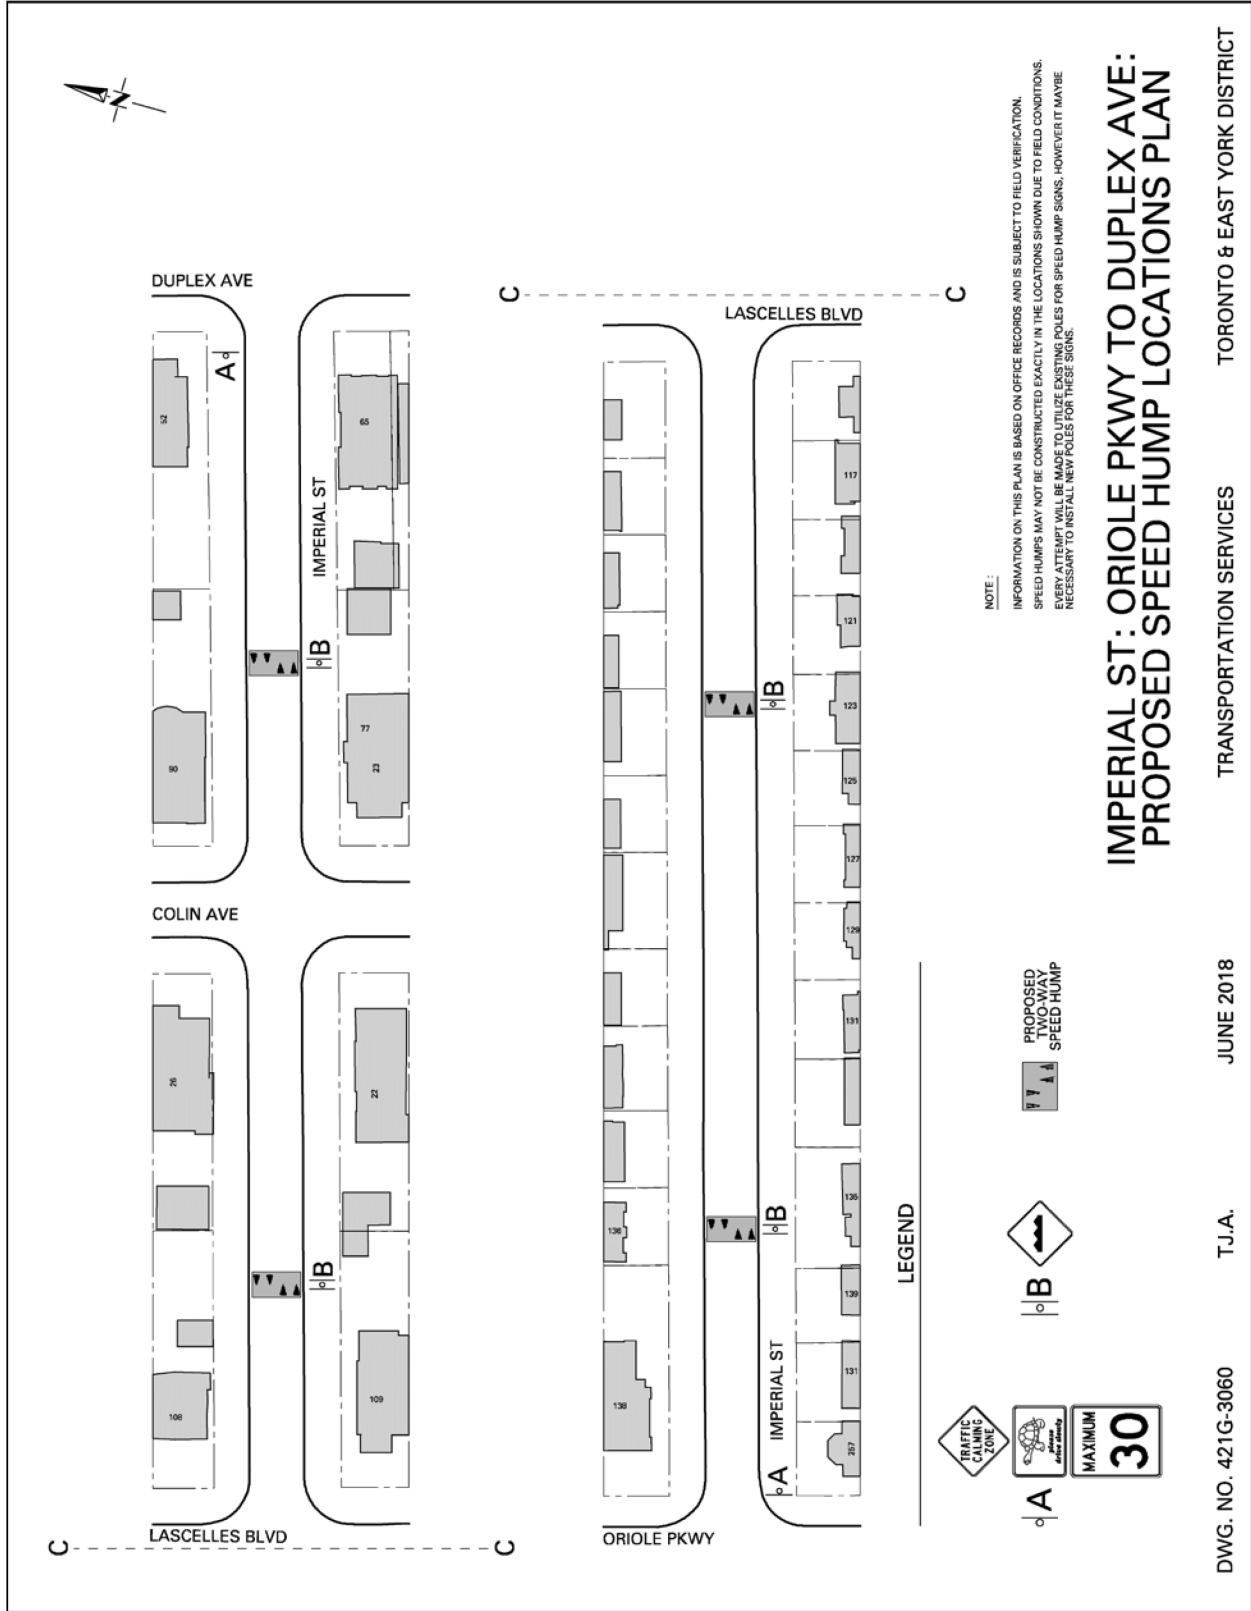 DUPLEX AVE
52
A
65
IMPERIAL ST
B
90
77
23
COLIN AVE
26
22
B
108
109
LASCELLES BLVD
C
C
C
C
LASCELLES BLVD
117
121
B
123
125
127
129
131
B
136
135
139
138
IMPERIAL ST
131
A
257
ORIOLE PKWY
N
LEGEND
A
TRAFFIC
CALMING
ZONE
please
drive slowly
MAXIMUM
30
B
PROPOSED
TWO-WAY
SPEED HUMP
NOTE :
INFORMATION ON THIS PLAN IS BASED ON OFFICE RECORDS AND IS SUBJECT TO FIELD VERIFICATION.
SPEED HUMPS MAY NOT BE CONSTRUCTED EXACTLY IN THE LOCATIONS SHOWN DUE TO FIELD CONDITIONS.
EVERY ATTEMPT WILL BE MADE TO UTILIZE EXISTING POLES FOR SPEED HUMP SIGNS, HOWEVER IT MAYBE
NECESSARY TO INSTALL NEW POLES FOR THESE SIGNS.
IMPERIAL ST: ORIOLE PKWY TO DUPLEX AVE:
PROPOSED SPEED HUMP LOCATIONS PLAN
DWG. NO. 421G-3060
T.J.A.
JUNE 2018
TRANSPORTATION SERVICES
TORONTO & EAST YORK DISTRICT